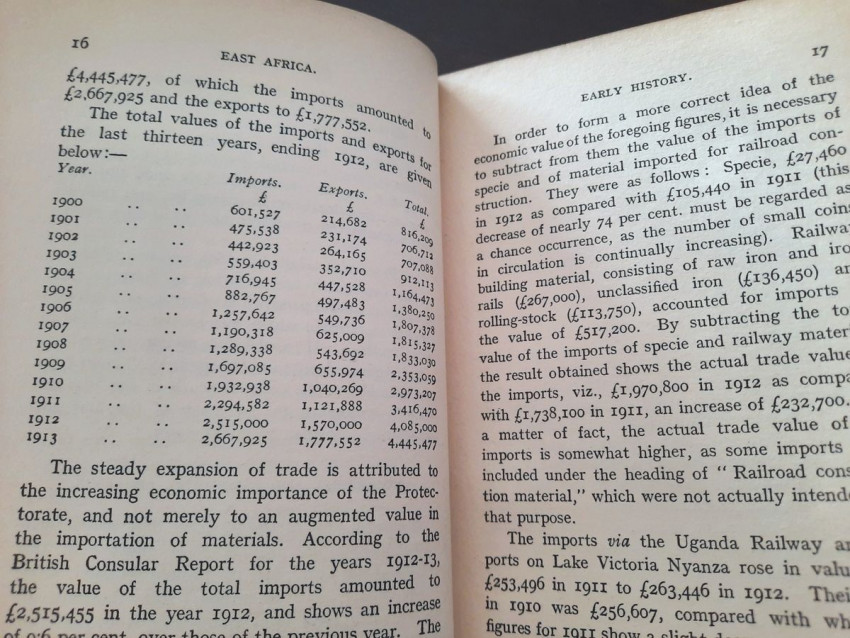 16
EAST AFRICA.
£4,445,477, of which the imports amounted to
£2,667,925 and the exports to £1,777,552.
The total values of the imports and exports for
the last thirteen years, ending 1912, are given
below:—
Year. Imports. Exports. Total.
£ £ £
1900 .. .. 601,527 214,682 816,209
1901 .. .. 475,538 231,174 706,712
1902 .. .. 442,923 264,165 707,088
1903 .. .. 559,403 352,710 912,113
1904 .. .. 716,945 447,528 1,164,473
1905 .. .. 882,767 497,483 1,380,250
1906 .. .. 1,257,642 549,736 1,807,378
1907 .. .. 1,190,318 625,009 1,815,327
1908 .. .. 1,289,338 543,692 1,833,030
1909 .. .. 1,697,085 655,974 2,353,059
1910 .. .. 1,932,938 1,040,269 2,973,207
1911 .. .. 2,294,582 1,121,888 3,416,470
1912 .. .. 2,515,000 1,570,000 4,085,000
1913 .. .. 2,667,925 1,777,552 4,445,477
The steady expansion of trade is attributed to
the increasing economic importance of the Protec-
torate, and not merely to an augmented value in
the importation of materials. According to the
British Consular Report for the years 1912-13,
the value of the total imports amounted to
£2,515,455 in the year 1912, and shows an increase
of 9·6 per cent. over those of the previous year. The
17
EARLY HISTORY.
In order to form a more correct idea of the
economic value of the foregoing figures, it is necessary
to subtract from them the value of the imports of
specie and of material imported for railroad con-
struction. They were as follows: Specie, £27,460
in 1912 as compared with £105,440 in 1911 (this
decrease of nearly 74 per cent. must be regarded as
a chance occurrence, as the number of small coins
in circulation is continually increasing). Railwa
building material, consisting of raw iron and iro
rails (£267,000), unclassified iron (£136,450) an
rolling-stock (£113,750), accounted for imports
the value of £517,200. By subtracting the to
value of the imports of specie and railway mater
the result obtained shows the actual trade value
the imports, viz., £1,970,800 in 1912 as compa
with £1,738,100 in 1911, an increase of £232,700.
a matter of fact, the actual trade value of
imports is somewhat higher, as some imports
included under the heading of “ Railroad cons
tion material,” which were not actually intend
that purpose.
The imports via the Uganda Railway an
ports on Lake Victoria Nyanza rose in valu
£253,496 in 1911 to £263,446 in 1912. Thei
in 1910 was £256,607, compared with wh
figures for 1911 show a slight